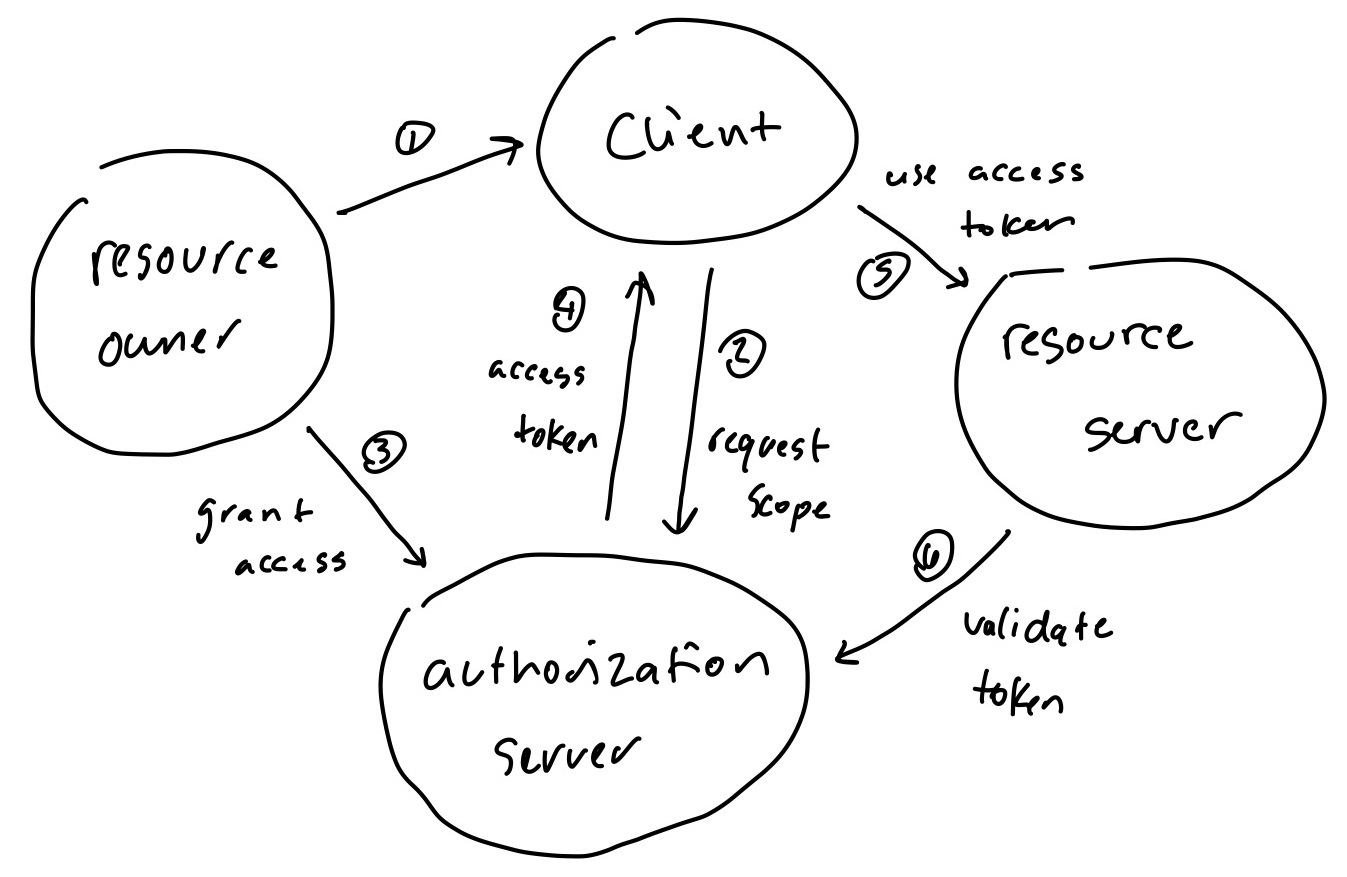 Client
①
resource
owner
use access
token
⑤
④
access
token
②
request
scope
resource
server
③
grant
access
⑥
validate
token
authorization
server